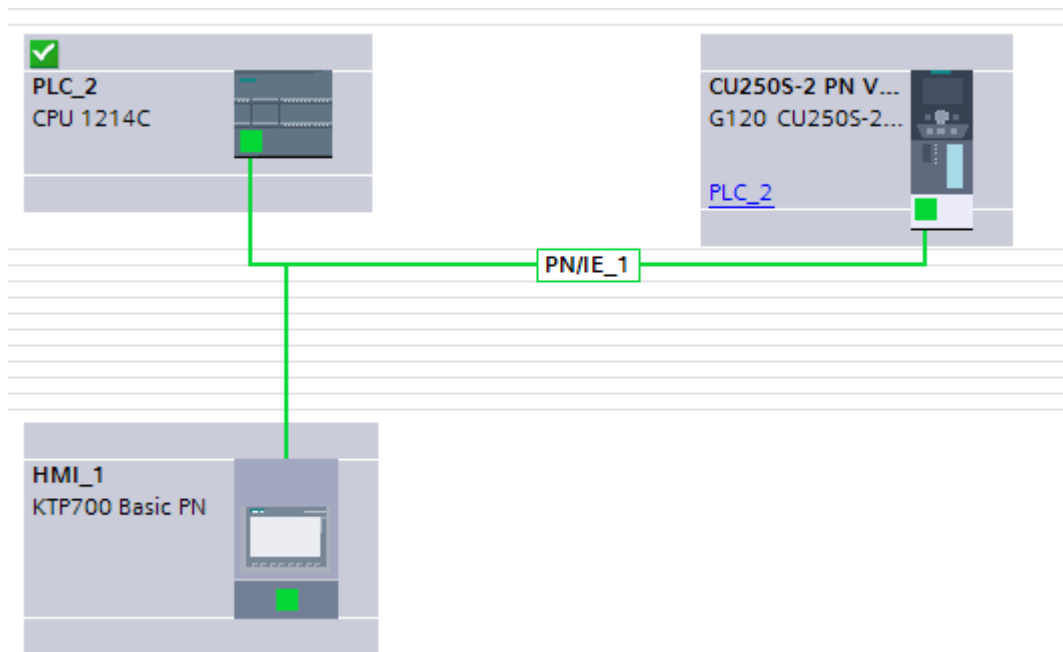 PLC_2
CPU 1214C
CU250S-2 PN V...
G120 CU250S-2...
PLC_2
PN/IE_1
HMI_1
KTP700 Basic PN